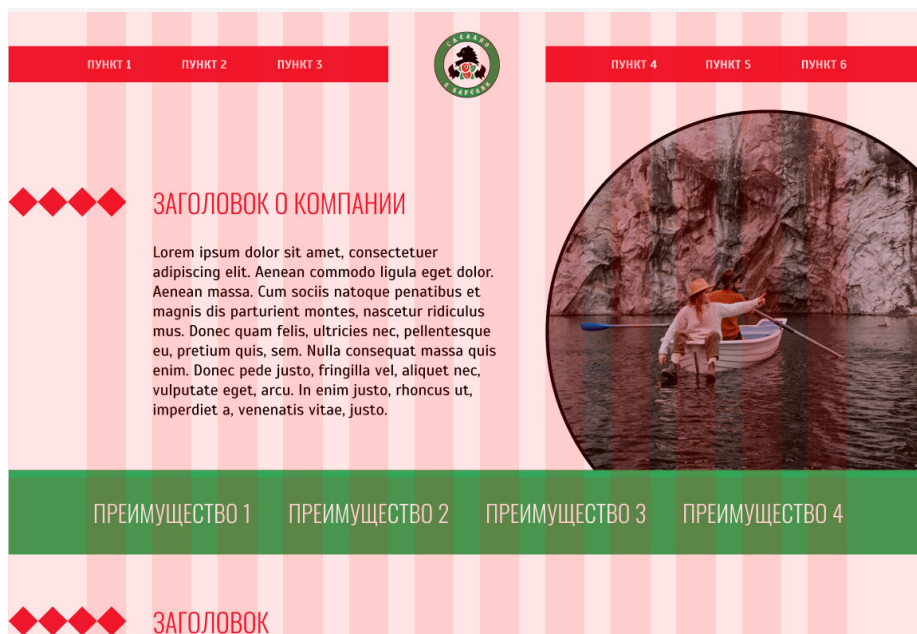 ПУНКТ 1 ПУНКТ 2 ПУНКТ 3
СДЕЛАНО
В КАРЕЛИИ
ПУНКТ 4 ПУНКТ 5 ПУНКТ 6
ЗАГОЛОВОК О КОМПАНИИ
Lorem ipsum dolor sit amet, consectetuer
adipiscing elit. Aenean commodo ligula eget dolor.
Aenean massa. Cum sociis natoque penatibus et
magnis dis parturient montes, nascetur ridiculus
mus. Donec quam felis, ultricies nec, pellentesque
eu, pretium quis, sem. Nulla consequat massa quis
enim. Donec pede justo, fringilla vel, aliquet nec,
vulputate eget, arcu. In enim justo, rhoncus ut,
imperdiet a, venenatis vitae, justo.
ПРЕИМУЩЕСТВО 1 ПРЕИМУЩЕСТВО 2 ПРЕИМУЩЕСТВО 3 ПРЕИМУЩЕСТВО 4
ЗАГОЛОВОК